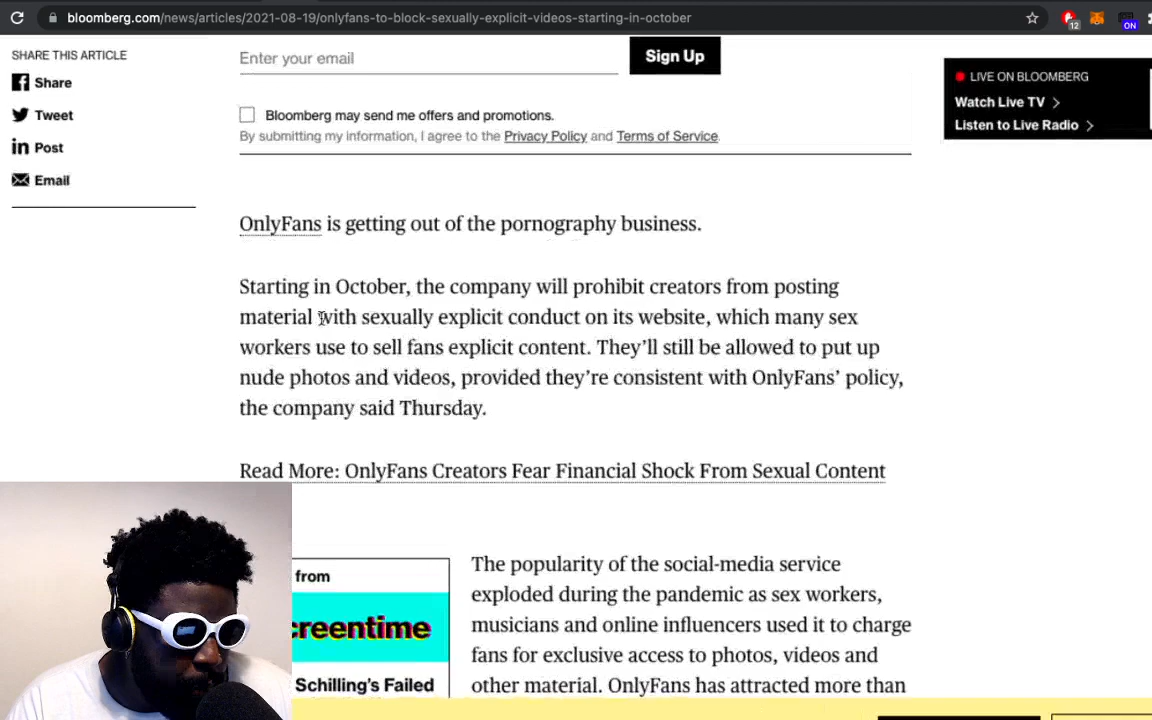 bloomberg.com/news/articles/2021-08-19/onlyfans-to-block-sexually-explicit-videos-starting-in-october
12
ON
SHARE THIS ARTICLE
Share
Tweet
Post
Email
Enter your email
Sign Up
Bloomberg may send me offers and promotions.
By submitting my information, I agree to the Privacy Policy and Terms of Service.
LIVE ON BLOOMBERG
Watch Live TV
Listen to Live Radio
OnlyFans is getting out of the pornography business.
Starting in October, the company will prohibit creators from posting
material with sexually explicit conduct on its website, which many sex
workers use to sell fans explicit content. They’ll still be allowed to put up
nude photos and videos, provided they’re consistent with OnlyFans’ policy,
the company said Thursday.
Read More: OnlyFans Creators Fear Financial Shock From Sexual Content
from
creentime
Schilling’s Failed
The popularity of the social-media service
exploded during the pandemic as sex workers,
musicians and online influencers used it to charge
fans for exclusive access to photos, videos and
other material. OnlyFans has attracted more than